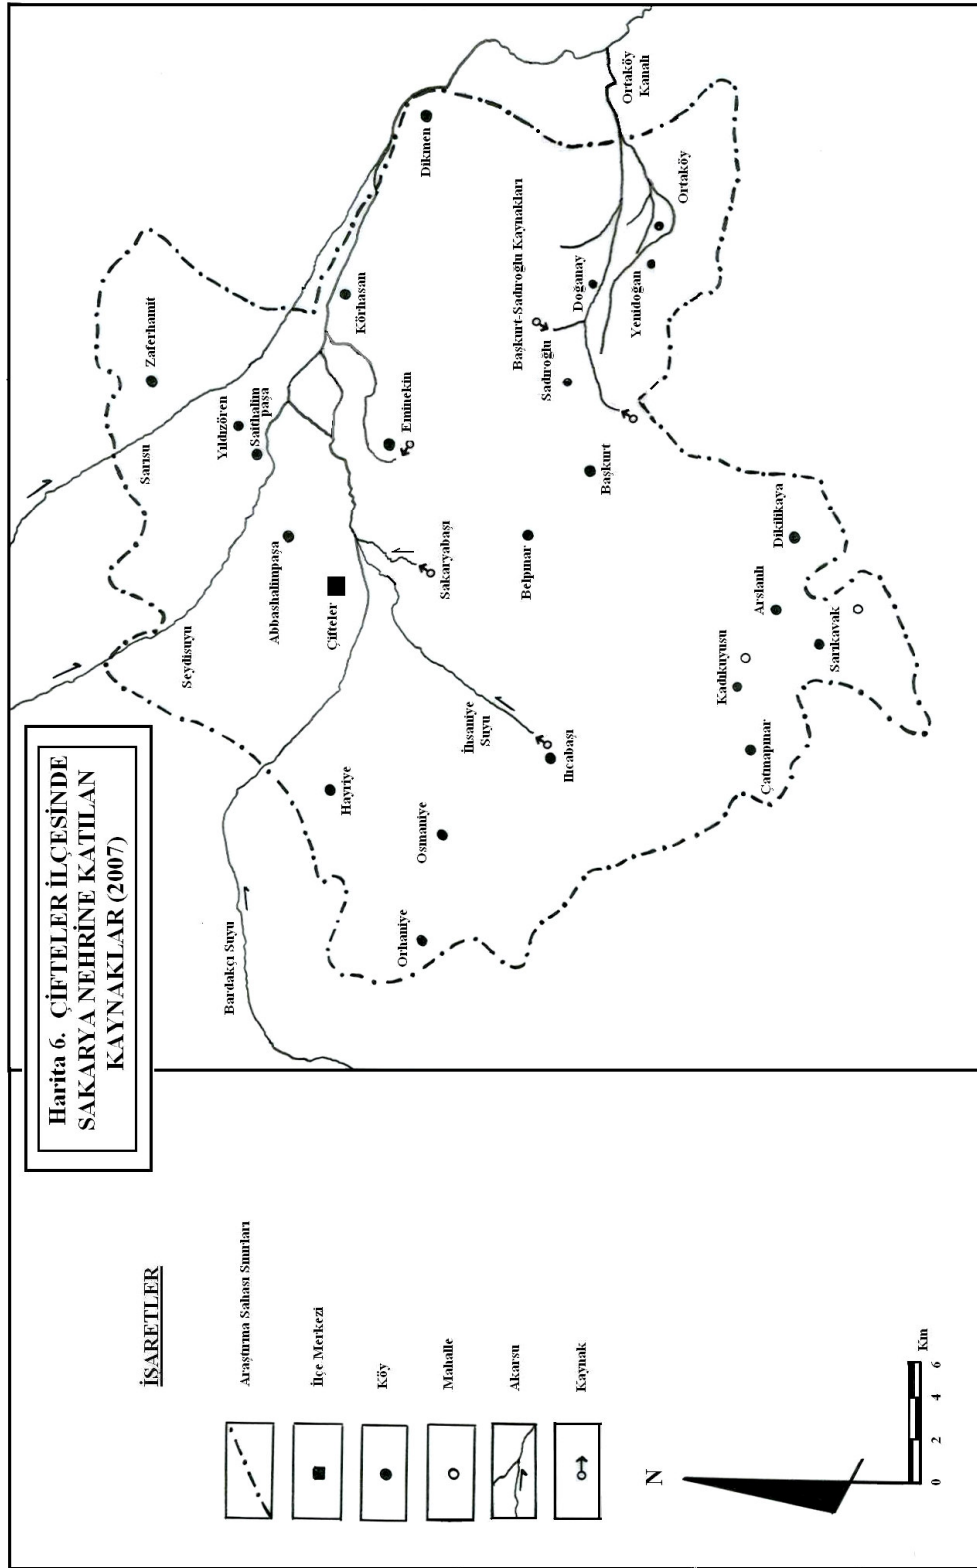 Harita 6. ÇİFTELER İLÇESİNDE
SAKARYA NEHRİNE KATILAN
KAYNAKLAR (2007)
İŞARETLER
Araştırma Sahası Sınırları
İlçe Merkezi
Köy
Mahalle
Akarsu
Kaynak
N
0
2
4
6
Km
Bardakçı Suyu
Seydisuyu
Sarısu
Zaferhamit
Yıldızören
Saithalim
paşa
Abbashalimpaşa
Çifteler
Hayriye
Osmaniye
Orhaniye
İhsaniye
Suyu
Ilıcabaşı
Sakaryabaşı
Eminekin
Körhasan
Dikmen
Belpınar
Başkurt
Sadıroğlu
Başkurt-Sadıroğlu Kaynakları
Doğanay
Yenidoğan
Ortaköy
Ortaköy
Kanalı
Kadıkuyusu
Çatmapınar
Arslanlı
Dikilikaya
Sarıkavak